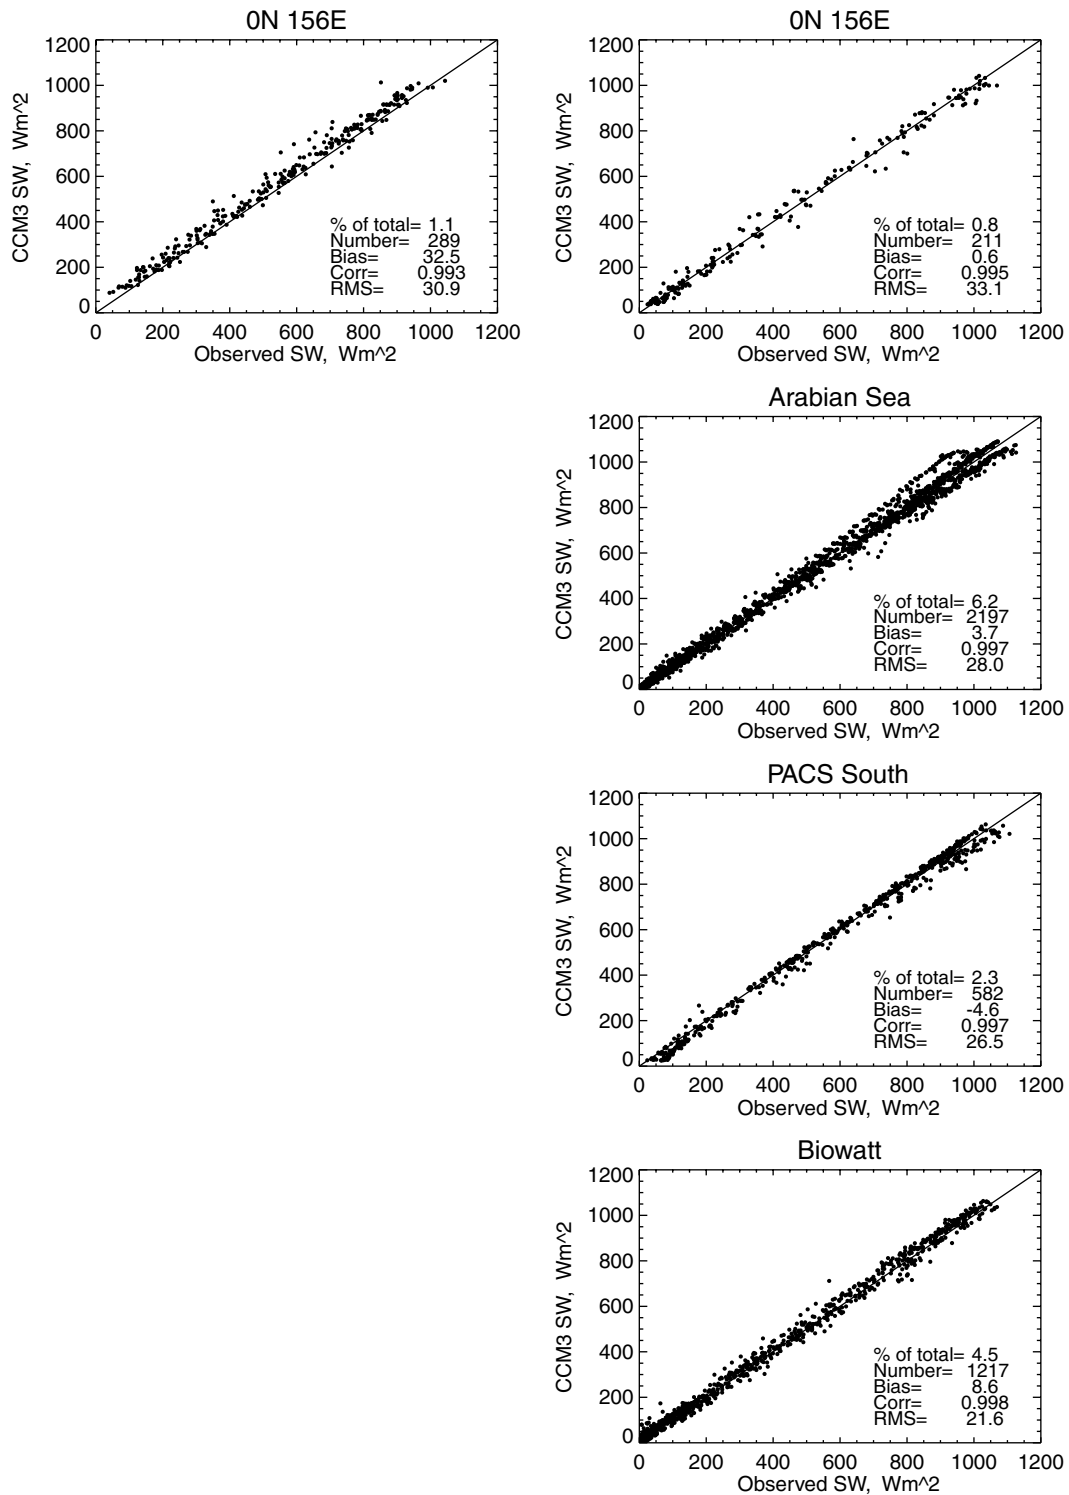 0N 156E
1200
1000
800
600
400
200
0
CCM3 SW, Wm^2
% of total= 1.1
Number= 289
Bias= 32.5
Corr= 0.993
RMS= 30.9
0 200 400 600 800 1000 1200
Observed SW, Wm^2
0N 156E
1200
1000
800
600
400
200
0
CCM3 SW, Wm^2
% of total= 0.8
Number= 211
Bias= 0.6
Corr= 0.995
RMS= 33.1
0 200 400 600 800 1000 1200
Observed SW, Wm^2
Arabian Sea
1200
1000
800
600
400
200
0
CCM3 SW, Wm^2
% of total= 6.2
Number= 2197
Bias= 3.7
Corr= 0.997
RMS= 28.0
0 200 400 600 800 1000 1200
Observed SW, Wm^2
PACS South
1200
1000
800
600
400
200
0
CCM3 SW, Wm^2
% of total= 2.3
Number= 582
Bias= -4.6
Corr= 0.997
RMS= 26.5
0 200 400 600 800 1000 1200
Observed SW, Wm^2
Biowatt
1200
1000
800
600
400
200
0
CCM3 SW, Wm^2
% of total= 4.5
Number= 1217
Bias= 8.6
Corr= 0.998
RMS= 21.6
0 200 400 600 800 1000 1200
Observed SW, Wm^2